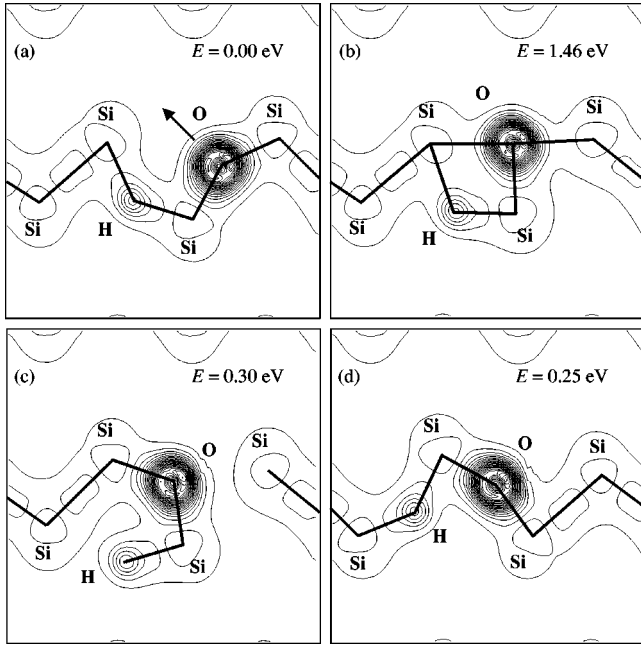 (a) E = 0.00 eV
O
Si Si
H
Si Si
(b) E = 1.46 eV
O
Si Si
Si
H Si
(c) E = 0.30 eV
O
Si Si
Si
H Si
(d) E = 0.25 eV
O
Si Si
H
Si Si